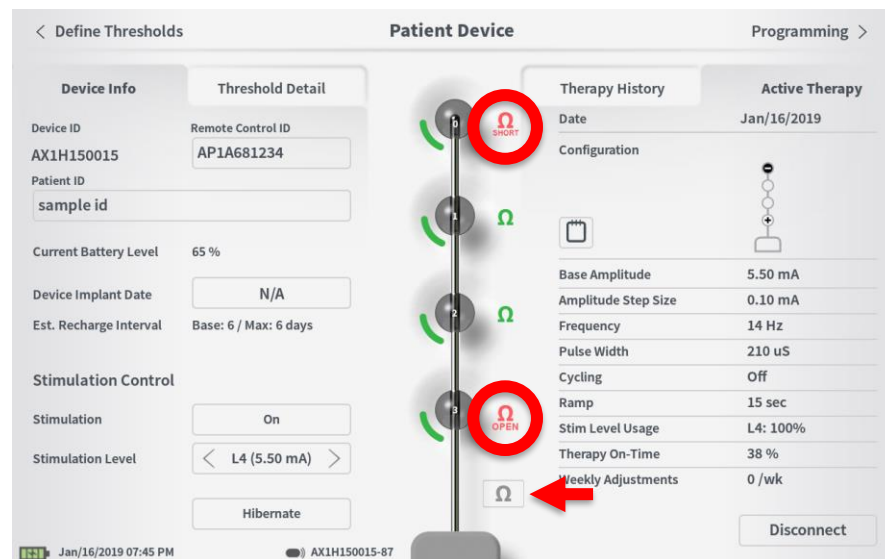 < Define Thresholds
Patient Device
Programming >
Device Info
Threshold Detail
Device ID
Remote Control ID
AX1H150015
AP1A681234
Patient ID
sample id
Current Battery Level 65 %
Device Implant Date N/A
Est. Recharge Interval Base: 6 / Max: 6 days
Stimulation Control
Stimulation On
Stimulation Level < L4 (5.50 mA) >
Hibernate
Jan/16/2019 07:45 PM
AX1H150015-87
0
Ω
SHORT
1
Ω
2
Ω
3
Ω
OPEN
Ω
Therapy History
Active Therapy
Date Jan/16/2019
Configuration
Base Amplitude 5.50 mA
Amplitude Step Size 0.10 mA
Frequency 14 Hz
Pulse Width 210 uS
Cycling Off
Ramp 15 sec
Stim Level Usage L4: 100%
Therapy On-Time 38 %
Weekly Adjustments 0 /wk
Disconnect